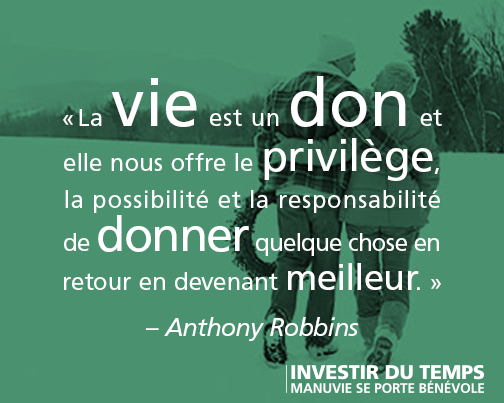 « La vie est un don et
elle nous offre le privilège,
la possibilité et la responsabilité
de donner quelque chose en
retour en devenant meilleur. »
– Anthony Robbins
INVESTIR DU TEMPS
MANUVIE SE PORTE BÉNÉVOLE